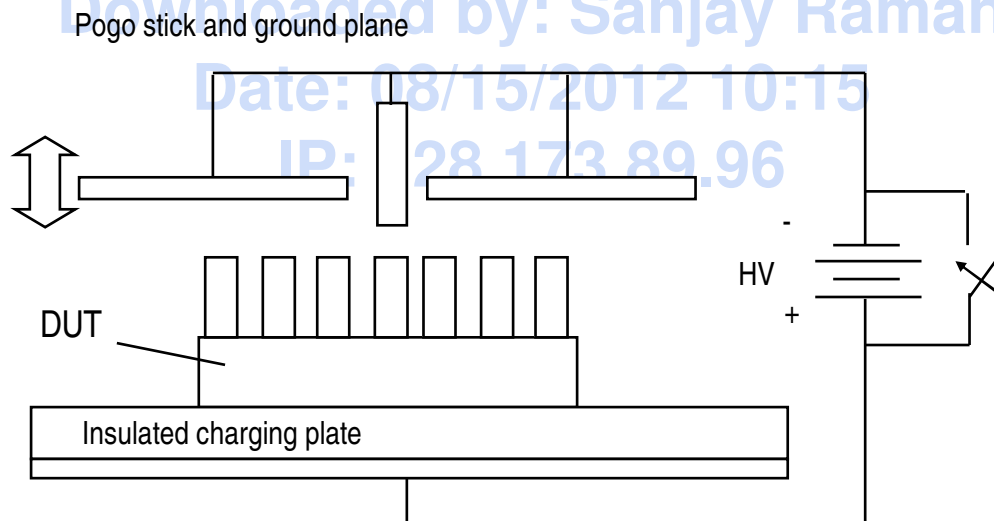 Downloaded by: Sanjay Raman
Pogo stick and ground plane
Date: 08/15/2012 10:15
IP: 28.173.89.96
-
HV
+
DUT
Insulated charging plate